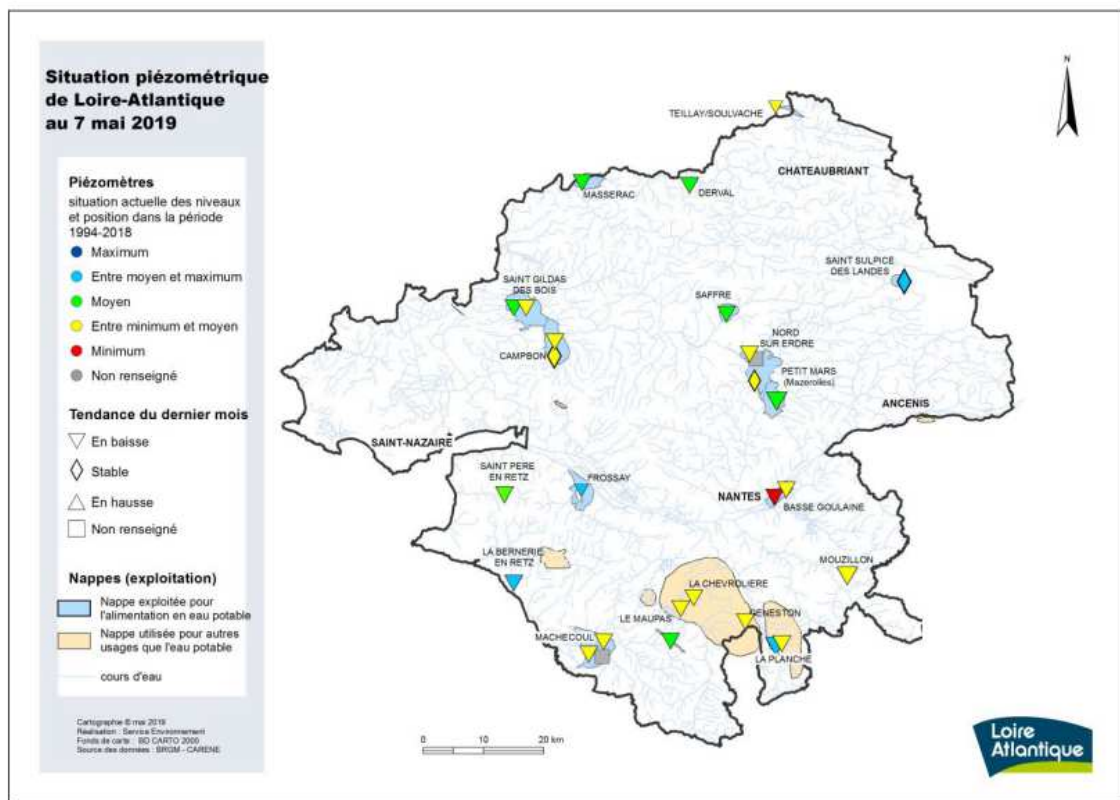 Situation piézométrique
de Loire-Atlantique
au 7 mai 2019
Piézomètres
situation actuelle des niveaux
et position dans la période
1994-2018
Maximum
Entre moyen et maximum
Moyen
Entre minimum et moyen
Minimum
Non renseigné
Tendance du dernier mois
En baisse
Stable
En hausse
Non renseigné
Nappes (exploitation)
Nappe exploitée pour
l'alimentation en eau potable
Nappe utilisée pour autres
usages que l'eau potable
cours d'eau
Cartographie © mai 2019
Réalisation : Service Environnement
Fonds de carte : BD CARTO 2000
Source des données : BRGM - CARENE
N
TEILLAY/SOULVACHE
CHATEAUBRIANT
MASSERAC
DERVAL
SAINT SULPICE
DES LANDES
SAINT GILDAS
DES BOIS
SAFFRE
NORD
SUR ERDRE
CAMPBON
PETIT MARS
(Mazerolles)
ANCENIS
SAINT-NAZAIRE
SAINT PERE
EN RETZ
FROSSAY
NANTES
BASSE GOULAINE
LA BERNERIE
EN RETZ
MOUZILLON
LA CHEVROLIERE
LE MAUPAS
GENESTON
MACHECOUL
LA PLANCHE
0 10 20 km
Loire
Atlantique